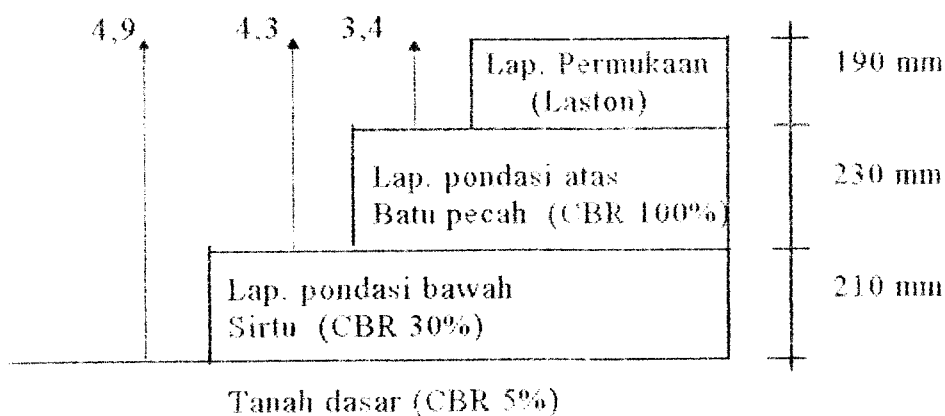 4,9 4,3 3,4
Lap. Permukaan
(Laston)
190 mm
Lap. pondasi atas
Batu pecah (CBR 100%)
230 mm
Lap. pondasi bawah
Sirtu (CBR 30%)
210 mm
Tanah dasar (CBR 5%)